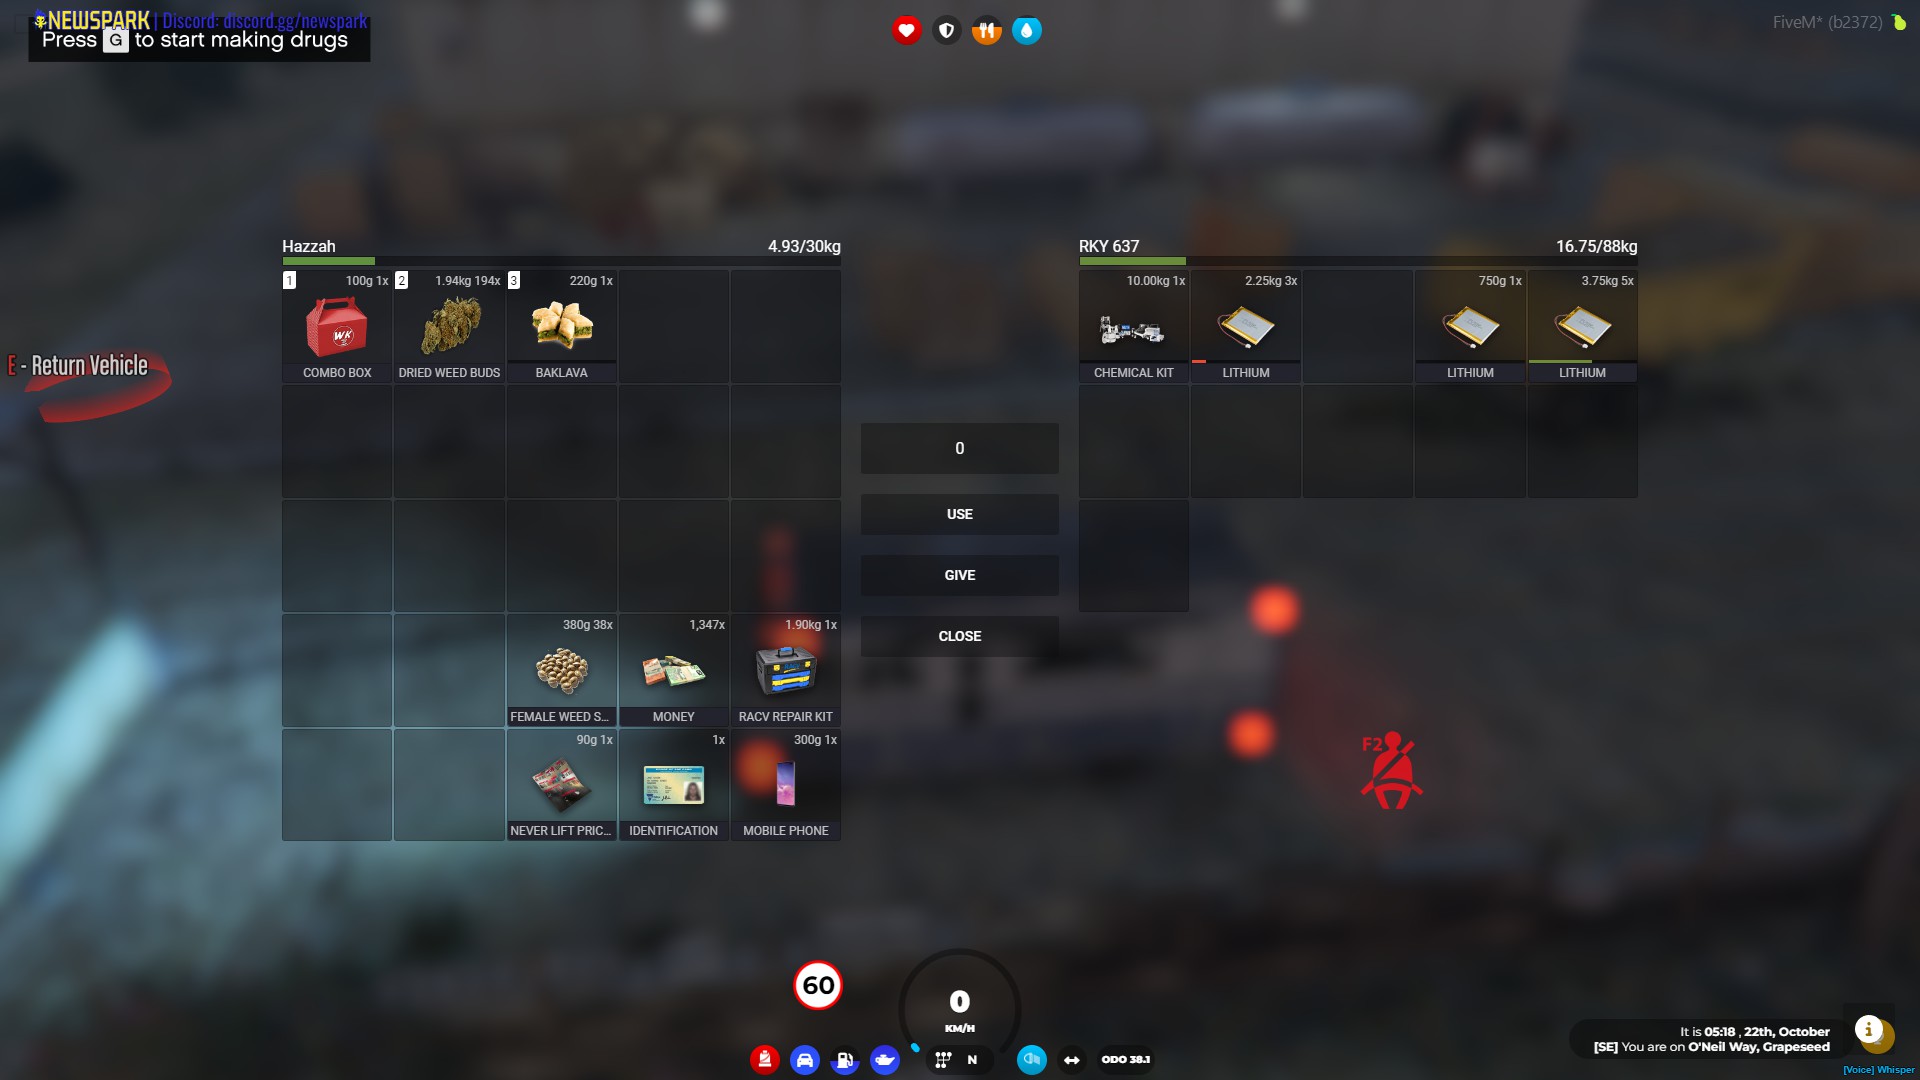 NEWSPARK | Discord: discord.gg/newspark
Press G to start making drugs
FiveM* (b2372)
Hazzah 4.93/30kg
RKY 637 16.75/88kg
1 100g 1x 2 1.94kg 194x 3 220g 1x
10.00kg 1x 2.25kg 3x 750g 1x 3.75kg 5x
WK
COMBO BOX DRIED WEED BUDS BAKLAVA
CHEMICAL KIT LITHIUM LITHIUM LITHIUM
E - Return Vehicle
0
USE
GIVE
CLOSE
380g 38x 1,347x 1.90kg 1x
FEMALE WEED S... MONEY RACV REPAIR KIT
90g 1x 1x 300g 1x
NEVER LIFT PRIC... IDENTIFICATION MOBILE PHONE
F2
60
0
KM/H
N
ODO 38.1
It is 05:18 , 22th, October
[SE] You are on O'Neil Way, Grapeseed
[Voice] Whisper